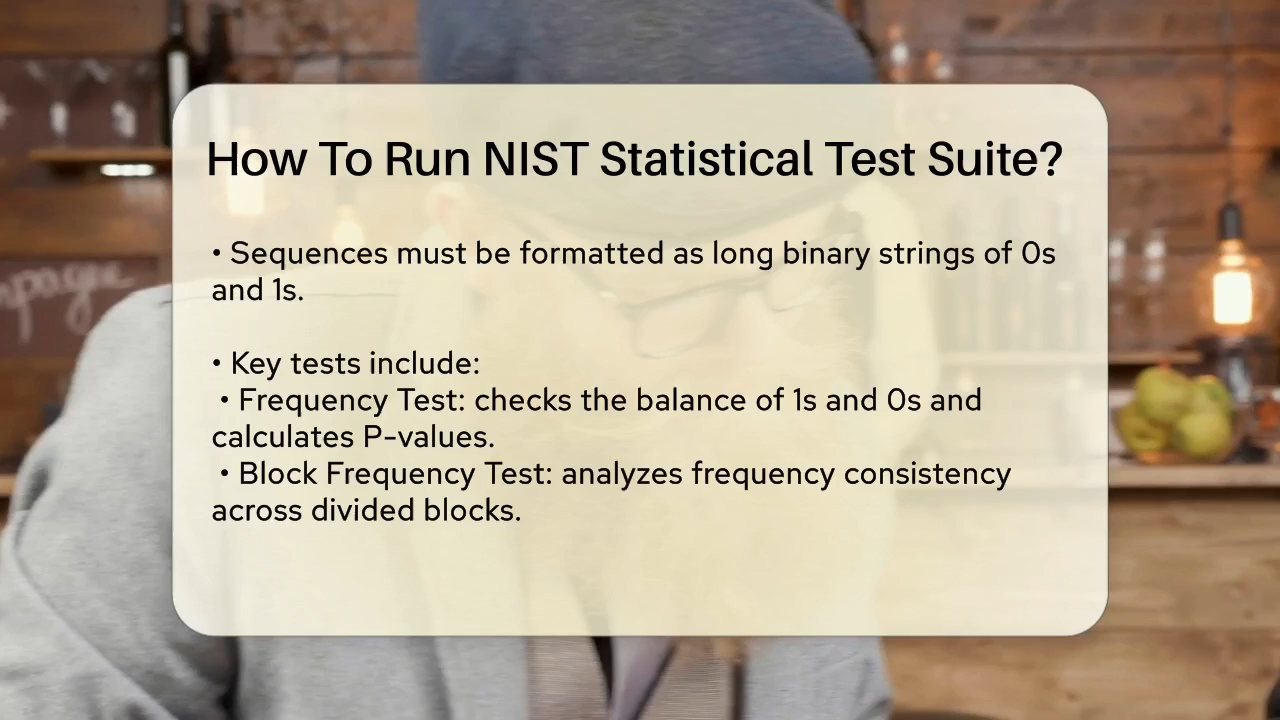 How To Run NIST Statistical Test Suite?
• Sequences must be formatted as long binary strings of 0s
and 1s.
• Key tests include:
• Frequency Test: checks the balance of 1s and 0s and
calculates P-values.
• Block Frequency Test: analyzes frequency consistency
across divided blocks.